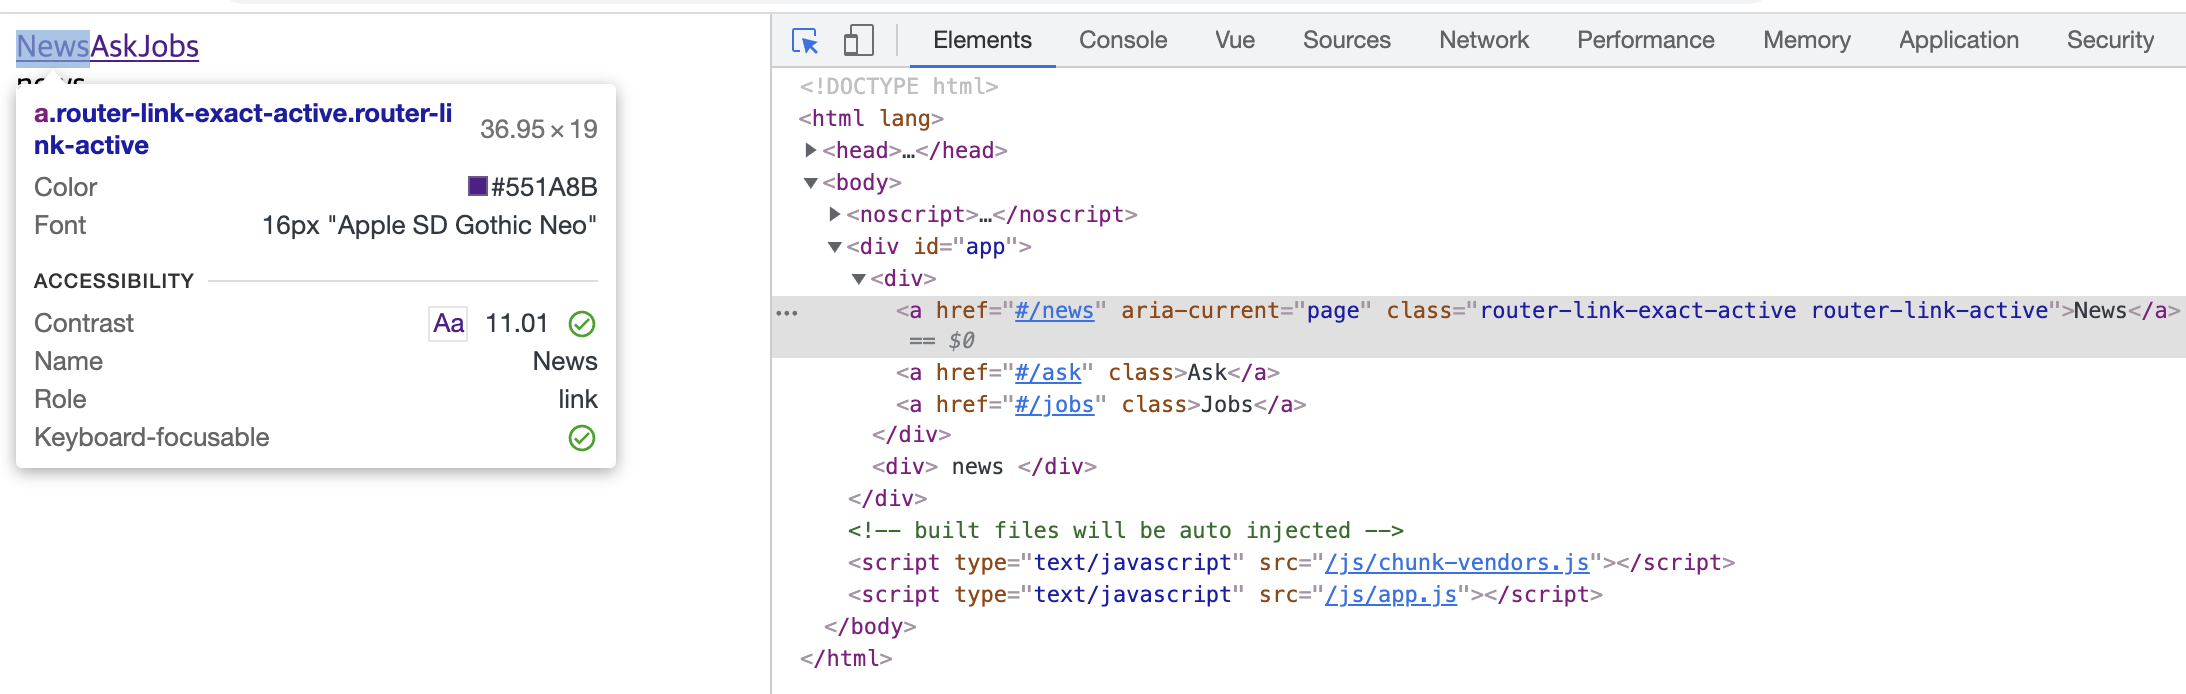 NewsAskJobs
news
a.router-link-exact-active.router-li
nk-active
36.95 × 19
Color #551A8B
Font 16px "Apple SD Gothic Neo"
ACCESSIBILITY
Contrast Aa 11.01
Name News
Role link
Keyboard-focusable
Elements Console Vue Sources Network Performance Memory Application Security
<!DOCTYPE html>
<html lang>
<head>…</head>
<body>
<noscript>…</noscript>
<div id="app">
<div>
<a href="#/news" aria-current="page" class="router-link-exact-active router-link-active">News</a>
== $0
<a href="#/ask" class>Ask</a>
<a href="#/jobs" class>Jobs</a>
</div>
<div> news </div>
</div>
<!-- built files will be auto injected -->
<script type="text/javascript" src="/js/chunk-vendors.js"></script>
<script type="text/javascript" src="/js/app.js"></script>
</body>
</html>